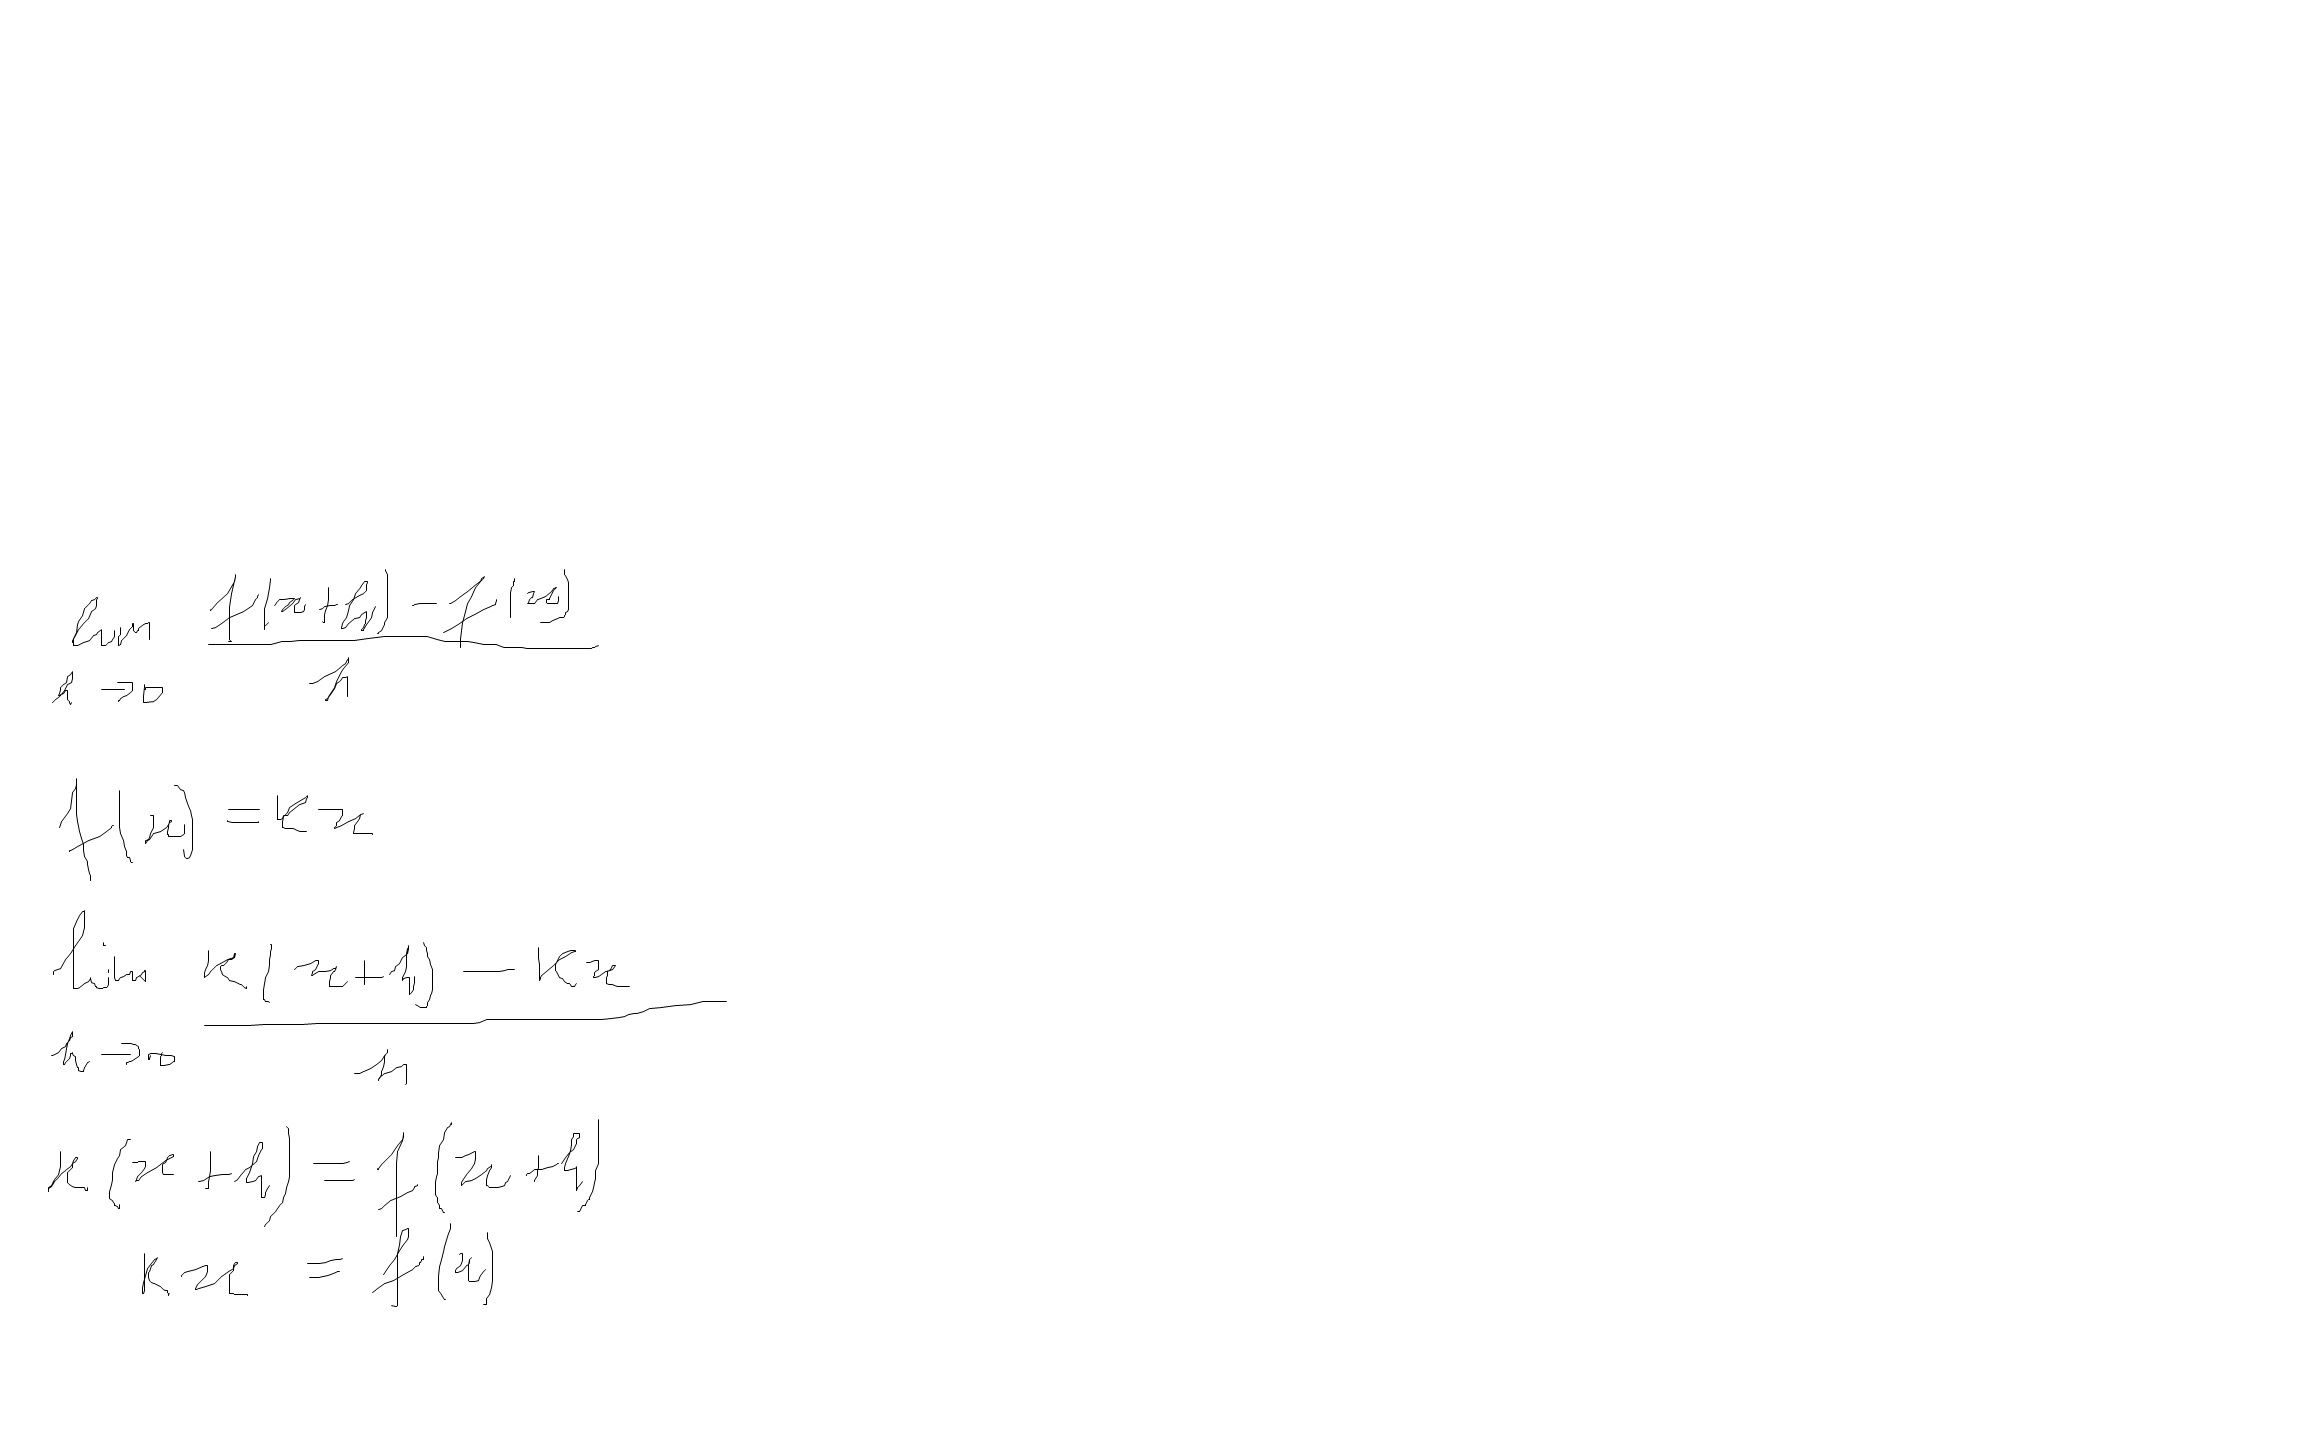 lim f(x+h) - f(x)
h→0 h
f(x) = kx
lim k(x+h) - kx
h→0 h
k(x+h) = f(x+h)
kx = f(x)